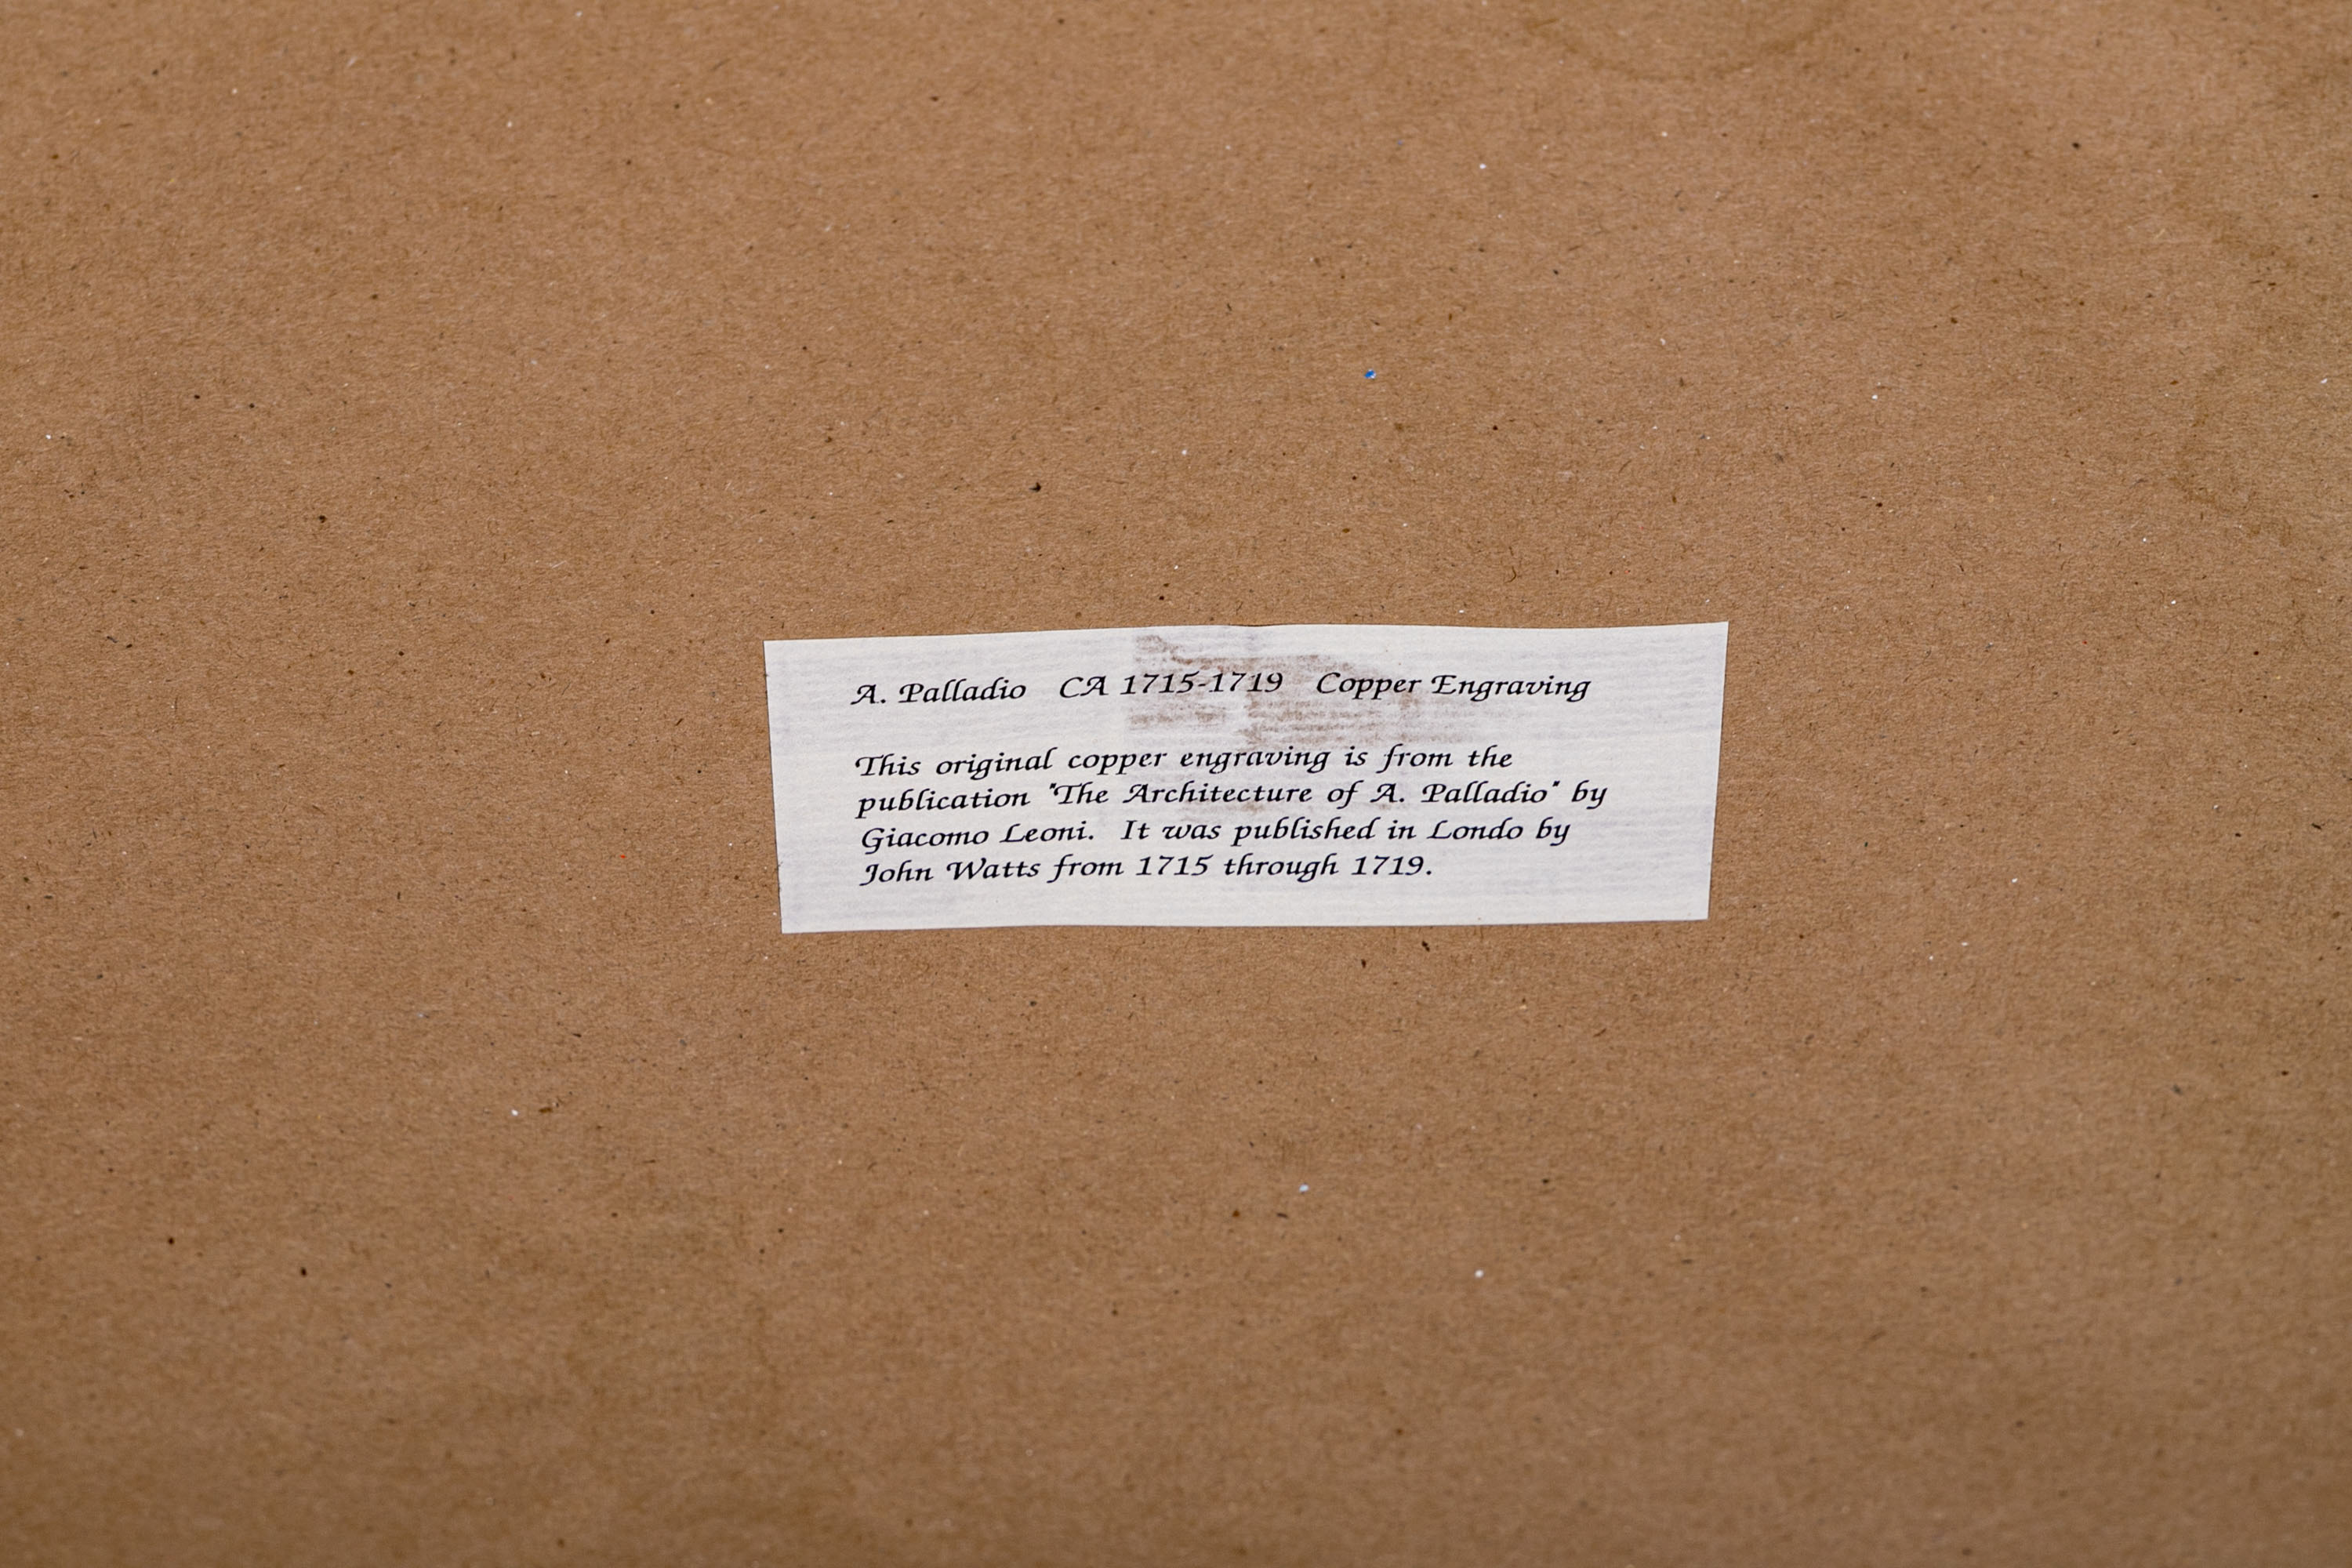 A. Palladio CA 1715-1719 Copper Engraving
This original copper engraving is from the
publication "The Architecture of A. Palladio" by
Giacomo Leoni. It was published in Londo by
John Watts from 1715 through 1719.